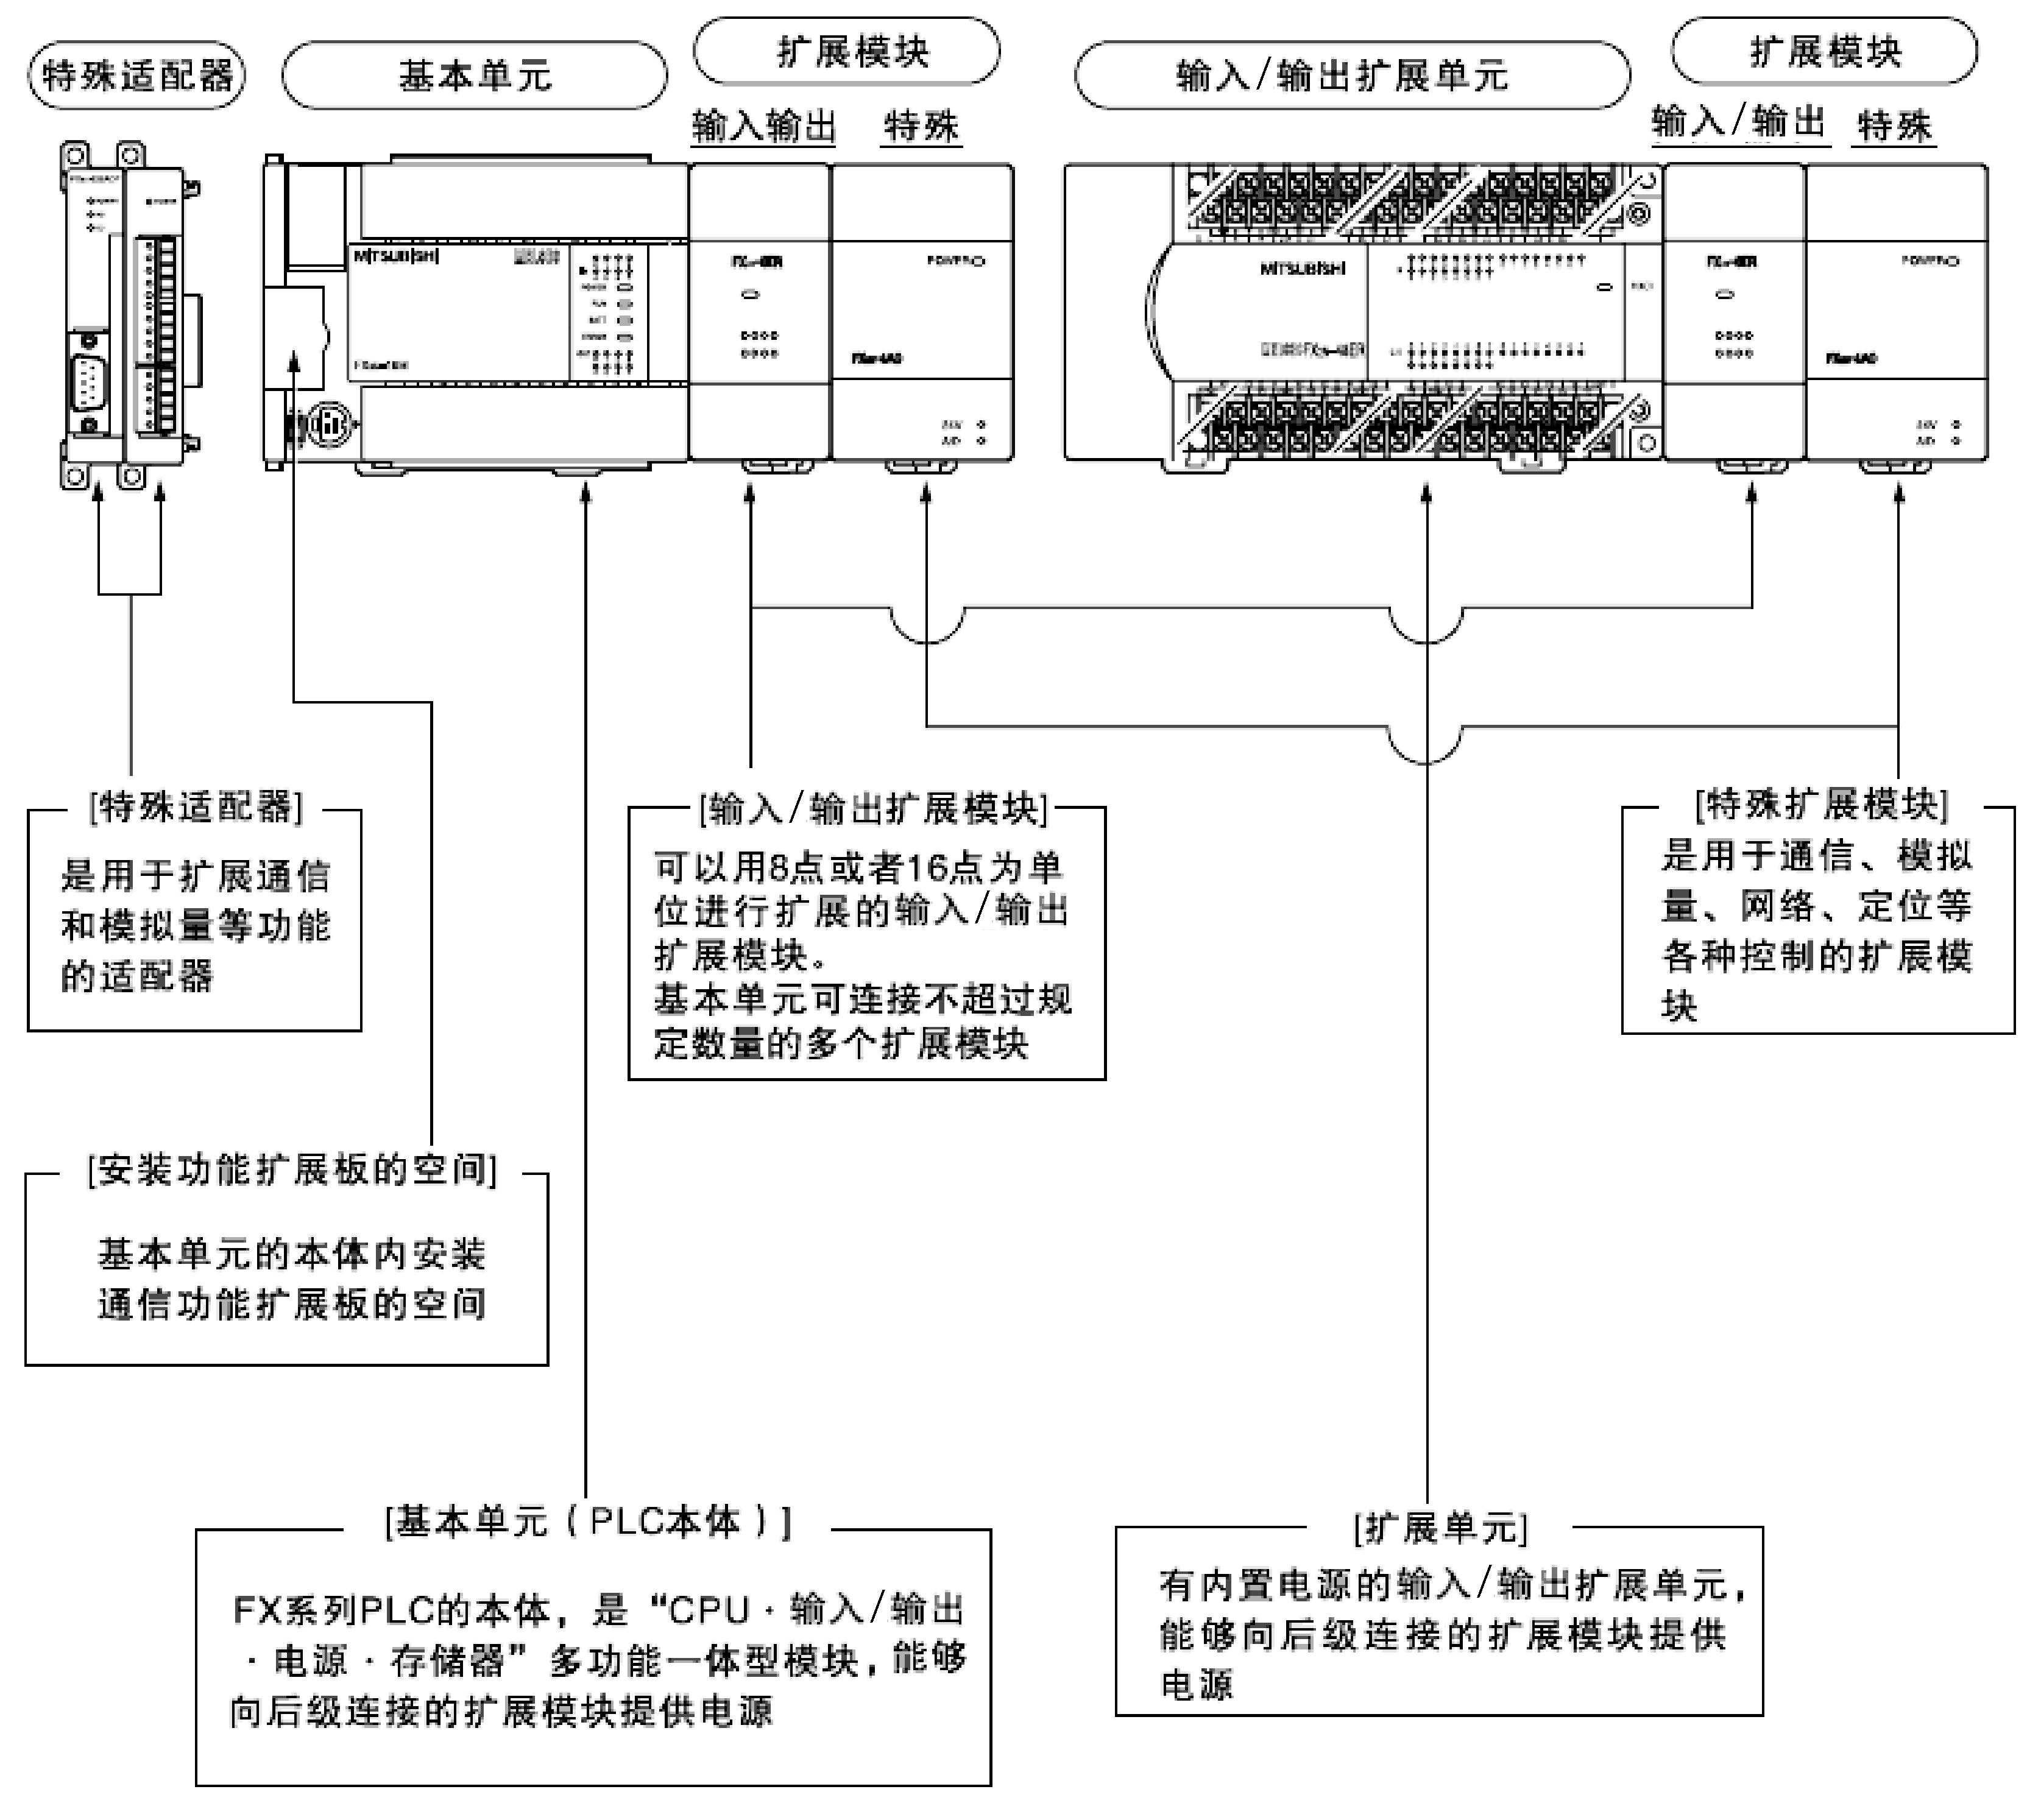 特殊适配器
基本单元
扩展模块
输入/输出扩展单元
扩展模块
输入输出
特殊
输入/输出
特殊
MITSUBISHI
POWER
MITSUBISHI
POWER
[特殊适配器]
是用于扩展通信
和模拟量等功能
的适配器
[输入/输出扩展模块]
可以用8点或者16点为单
位进行扩展的输入/输出
扩展模块。
基本单元可连接不超过规
定数量的多个扩展模块
[特殊扩展模块]
是用于通信、模拟
量、网络、定位等
各种控制的扩展模
块
[安装功能扩展板的空间]
基本单元的本体内安装
通信功能扩展板的空间
[基本单元（PLC本体）]
FX系列PLC的本体，是“CPU·输入/输出
·电源·存储器”多功能一体型模块，能够
向后级连接的扩展模块提供电源
[扩展单元]
有内置电源的输入/输出扩展单元，
能够向后级连接的扩展模块提供
电源